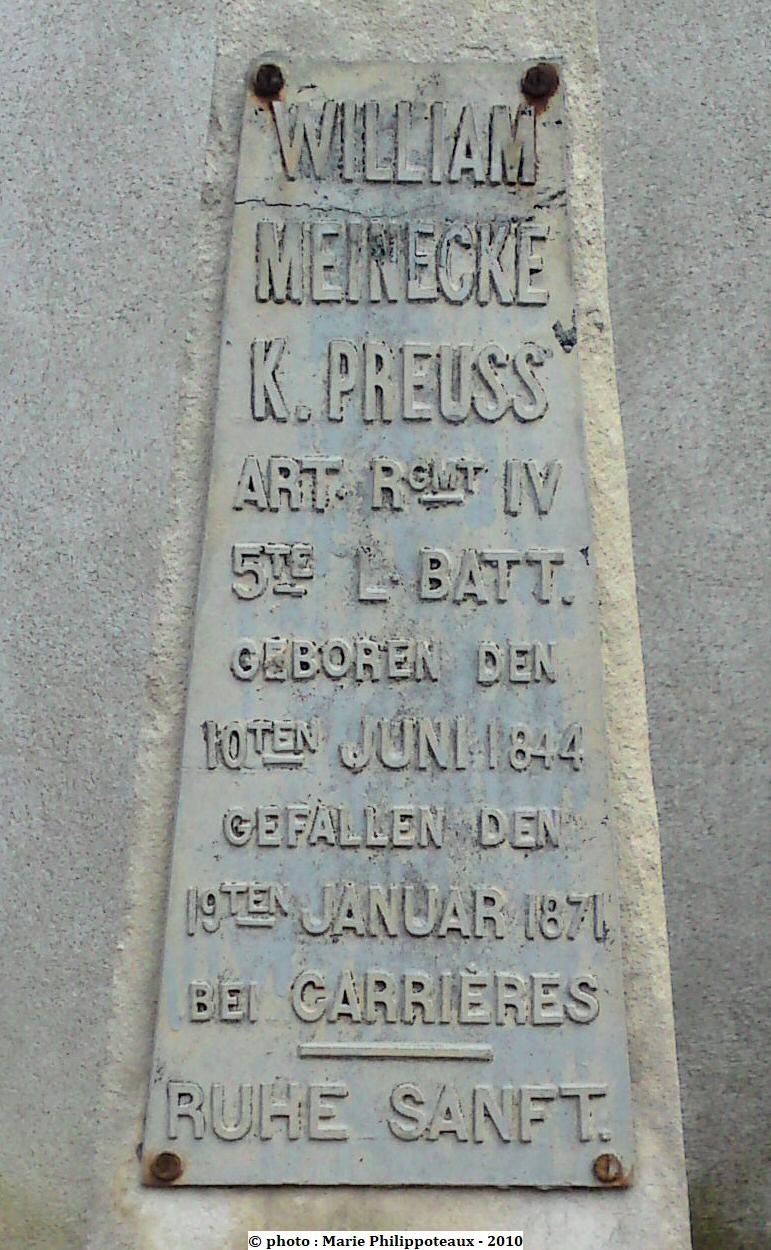 WILLIAM
MEINECKE
K. PREUSS
ART. RGMT IV
5TE L BATT.
GEBOREN DEN
10TEN JUNI 1844
GEFALLEN DEN
19TEN JANUAR 1871
BEI CARRIÈRES
RUHE SANFT.
© photo : Marie Philippoteaux - 2010